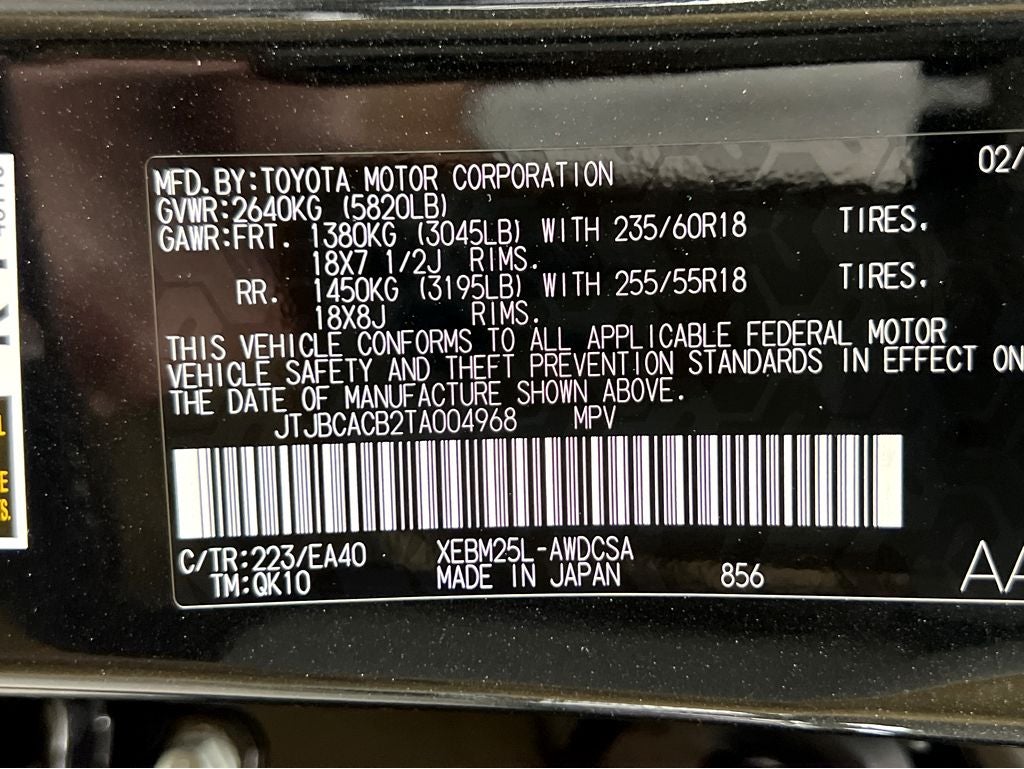 02/
MFD.BY:TOYOTA MOTOR CORPORATION
GVWR:2640KG (5820LB)
GAWR:FRT. 1380KG (3045LB) WITH 235/60R18 TIRES.
18X7 1/2J RIMS.
RR. 1450KG (3195LB) WITH 255/55R18 TIRES.
18X8J RIMS.
THIS VEHICLE CONFORMS TO ALL APPLICABLE FEDERAL MOTOR
VEHICLE SAFETY AND THEFT PREVENTION STANDARDS IN EFFECT ON
THE DATE OF MANUFACTURE SHOWN ABOVE.
JTJBCACB2TA004968 MPV
C/TR:223/EA40 XEBM25L-AWDCSA
TM:QK10 MADE IN JAPAN 856 AA